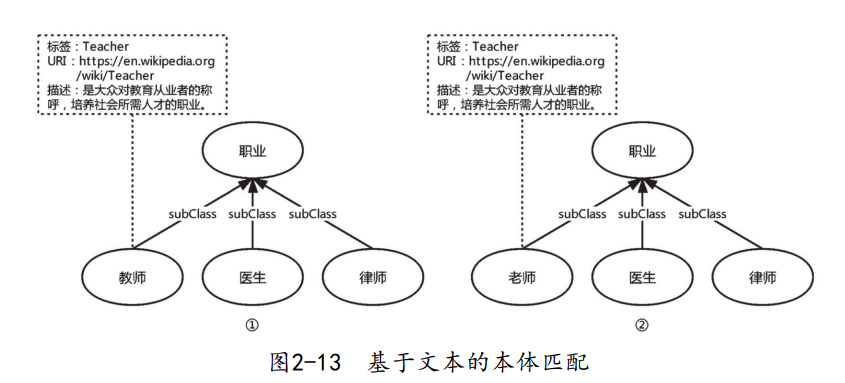 标签：Teacher
URI：https://en.wikipedia.org
/wiki/Teacher
描述：是大众对教育从业者的称
呼，培养社会所需人才的职业。
职业
subClass
subClass
subClass
教师
医生
律师
①
标签：Teacher
URI：https://en.wikipedia.org
/wiki/Teacher
描述：是大众对教育从业者的称
呼，培养社会所需人才的职业。
职业
subClass
subClass
subClass
老师
医生
律师
②
图2-13 基于文本的本体匹配